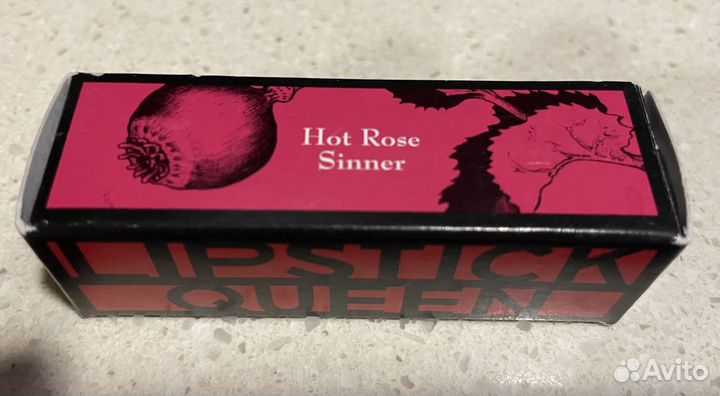 Hot Rose
Sinner
LIPSTICK
QUEEN
Avito